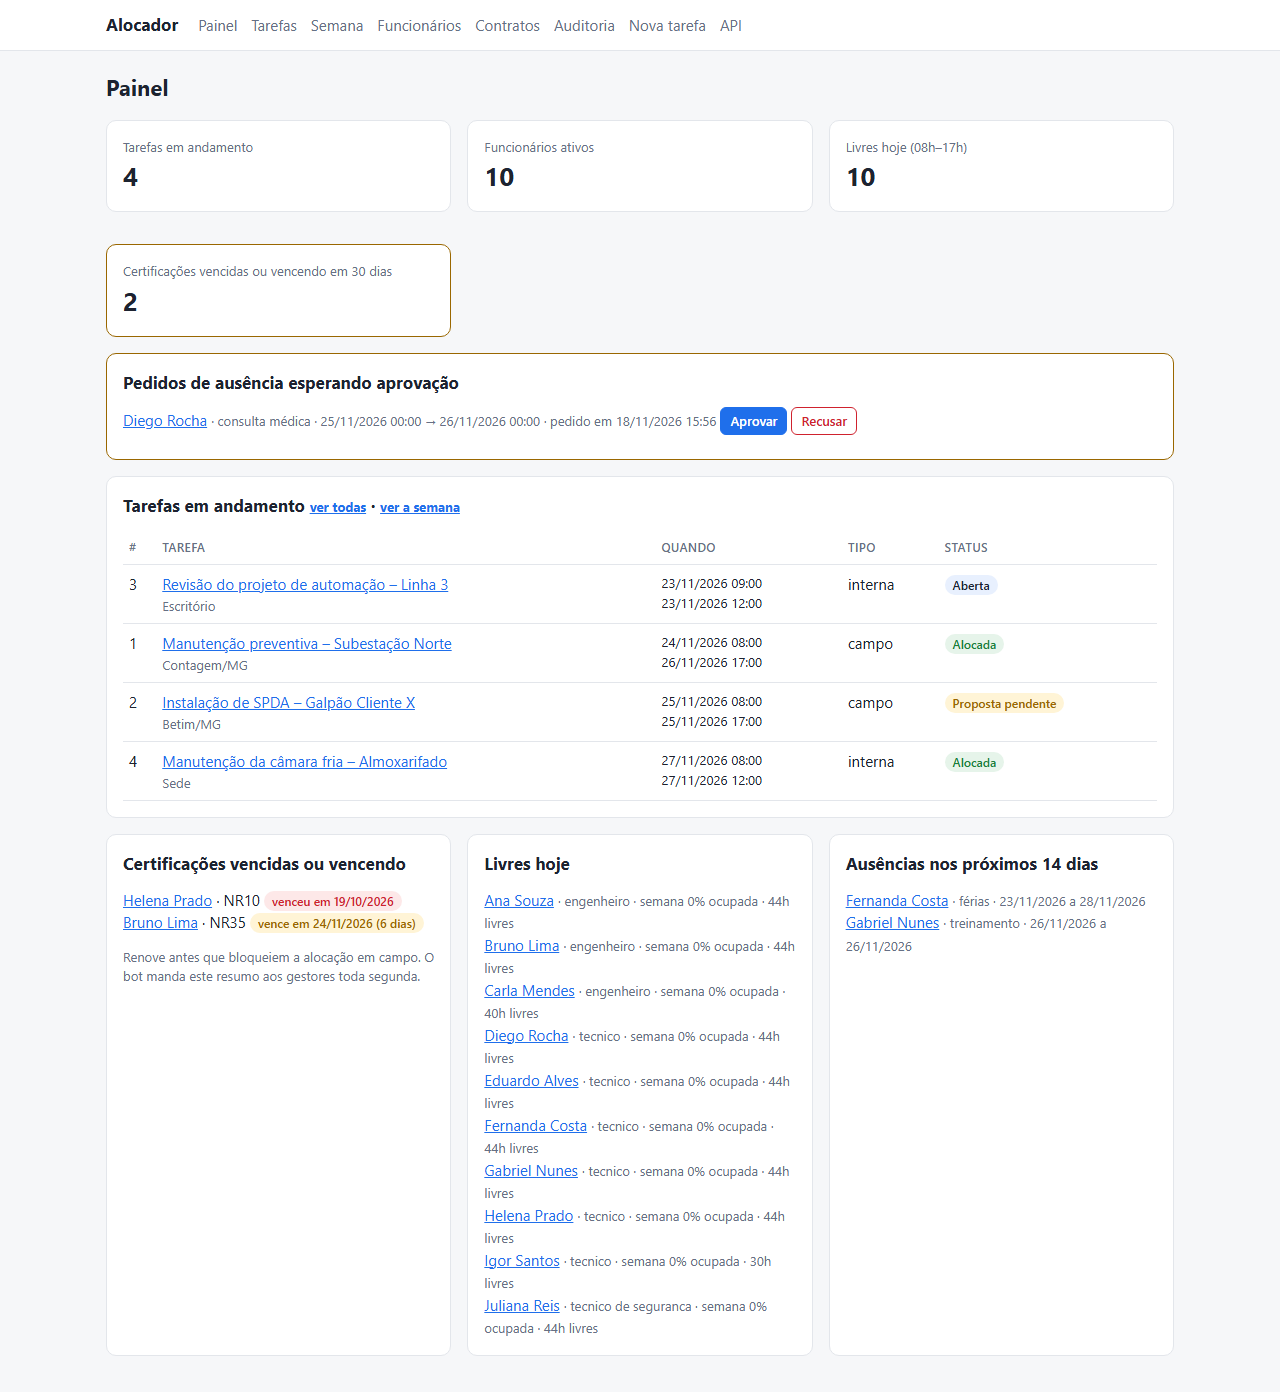 Alocador Painel Tarefas Semana Funcionários Contratos Auditoria Nova tarefa API
Painel
Tarefas em andamento
4
Funcionários ativos
10
Livres hoje (08h–17h)
10
Certificações vencidas ou vencendo em 30 dias
2
Pedidos de ausência esperando aprovação
Diego Rocha · consulta médica · 25/11/2026 00:00 → 26/11/2026 00:00 · pedido em 18/11/2026 15:56 Aprovar Recusar
Tarefas em andamento ver todas · ver a semana
# TAREFA QUANDO TIPO STATUS
3 Revisão do projeto de automação – Linha 3 23/11/2026 09:00 interna Aberta
Escritório 23/11/2026 12:00
1 Manutenção preventiva – Subestação Norte 24/11/2026 08:00 campo Alocada
Contagem/MG 26/11/2026 17:00
2 Instalação de SPDA – Galpão Cliente X 25/11/2026 08:00 campo Proposta pendente
Betim/MG 25/11/2026 17:00
4 Manutenção da câmara fria – Almoxarifado 27/11/2026 08:00 interna Alocada
Sede 27/11/2026 12:00
Certificações vencidas ou vencendo
Helena Prado · NR10 venceu em 19/10/2026
Bruno Lima · NR35 vence em 24/11/2026 (6 dias)
Renove antes que bloqueiem a alocação em campo. O
bot manda este resumo aos gestores toda segunda.
Livres hoje
Ana Souza · engenheiro · semana 0% ocupada · 44h
livres
Bruno Lima · engenheiro · semana 0% ocupada · 44h
livres
Carla Mendes · engenheiro · semana 0% ocupada ·
40h livres
Diego Rocha · tecnico · semana 0% ocupada · 44h
livres
Eduardo Alves · tecnico · semana 0% ocupada · 44h
livres
Fernanda Costa · tecnico · semana 0% ocupada ·
44h livres
Gabriel Nunes · tecnico · semana 0% ocupada · 44h
livres
Helena Prado · tecnico · semana 0% ocupada · 44h
livres
Igor Santos · tecnico · semana 0% ocupada · 30h
livres
Juliana Reis · tecnico de seguranca · semana 0%
ocupada · 44h livres
Ausências nos próximos 14 dias
Fernanda Costa · férias · 23/11/2026 a 28/11/2026
Gabriel Nunes · treinamento · 26/11/2026 a
26/11/2026